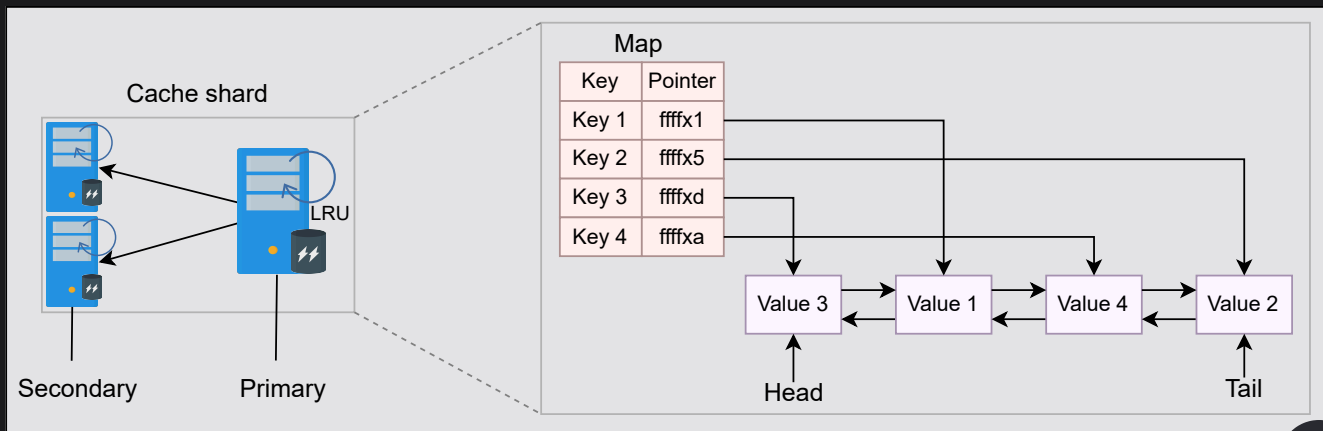 Cache shard
LRU
Secondary
Primary
Map
Key Pointer
Key 1 ffffx1
Key 2 ffffx5
Key 3 ffffxd
Key 4 ffffxa
Value 3 Value 1 Value 4 Value 2
Head
Tail